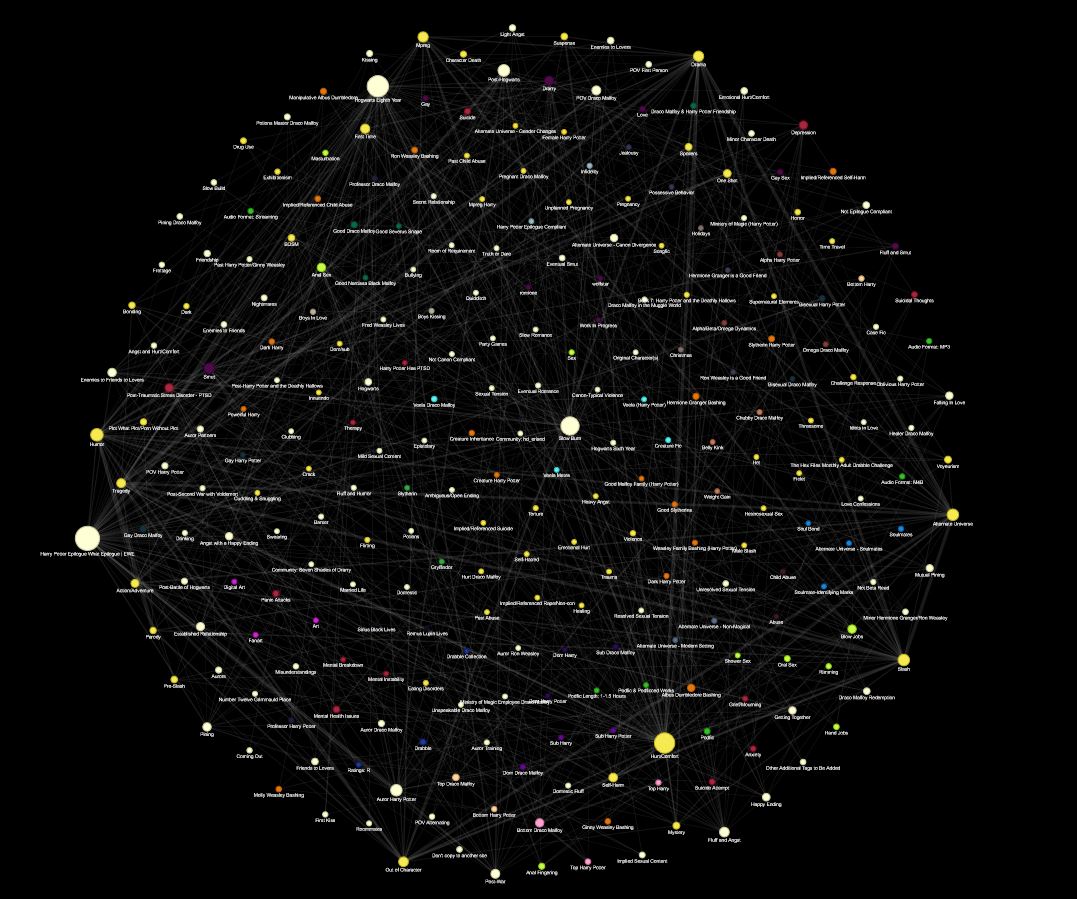 Light Angst
Mpreg
Suspense
Enemies to Lovers
Kissing
Character Death
Drama
POV First Person
Post-Hogwarts
Drarry
POV Draco Malfoy
Emotional Hurt/Comfort
Manipulative Albus Dumbledore
Hogwarts Eighth Year
Gay
Suicide
Love
Draco Malfoy & Harry Potter Friendship
Potions Master Draco Malfoy
First Time
Alternate Universe - Gender Changes
Female Harry Potter
Minor Character Death
Depression
Drug Use
Masturbation
Ron Weasley Bashing
Past Child Abuse
Jealousy
Spoilers
Exhibitionism
Professor Draco Malfoy
Pregnant Draco Malfoy
Infidelity
One Shot
Gay Sex
Implied/Referenced Self-Harm
Slow Build
Implied/Referenced Child Abuse
Secret Relationship
Mpreg Harry
Unplanned Pregnancy
Pregnancy
Possessive Behavior
Pining Draco Malfoy
Audio Format: Streaming
Good Draco Malfoy
Good Severus Snape
Harry Potter Epilogue Compliant
Holidays
Ministry of Magic (Harry Potter)
Horror
Not Epilogue Compliant
BDSM
Room of Requirement
Truth or Dare
Alternate Universe - Canon Divergence
Songfic
Time Travel
Fluff and Smut
Friendship
Frottage
Past Harry Potter/Ginny Weasley
Anal Sex
Good Narcissa Black Malfoy
Bullying
Eventual Smut
Alpha Harry Potter
Hermione Granger is a Good Friend
Bottom Harry
romione
wolfstar
Quidditch
Draco Malfoy in the Muggle World
Supernatural Elements
Bisexual Harry Potter
Suicidal Thoughts
Bonding
Dark
Nightmares
Boys In Love
Fred Weasley Lives
Boys Kissing
Work In Progress
Slow Romance
Alpha/Beta/Omega Dynamics
Case Fic
Enemies to Friends
Dark Harry
Dom/sub
Party Games
Slytherin Harry Potter
Omega Draco Malfoy
Audio Format: MP3
Angst and Hurt/Comfort
Not Canon Compliant
Harry Potter Has PTSD
Sex
Original Character(s)
Christmas
Enemies to Friends to Lovers
Smut
Post-Harry Potter and the Deathly Hallows
Hogwarts
Ron Weasley is a Good Friend
Bisexual Draco Malfoy
Challenge Response
Oblivious Harry Potter
Post-Traumatic Stress Disorder - PTSD
Innuendo
Sexual Tension
Eventual Romance
Canon-Typical Violence
Veela Draco Malfoy
Veela (Harry Potter)
Hermione Granger Bashing
Falling In Love
Powerful Harry
Chubby Draco Malfoy
Threesome
Idiots in Love
Healer Draco Malfoy
Humor
Plot What Plot/Porn Without Plot
Auror Partners
Clubbing
Therapy
Epistolary
Creature Inheritance
Community: hd_erised
Slow Burn
Hogwarts Sixth Year
Creature Fic
Belly Kink
Mild Sexual Content
POV Harry Potter
Gay Harry Potter
Crack
Veela Mates
Het
The Hex Files Monthly Adult Drabble Challenge
Voyeurism
Creature Harry Potter
Good Malfoy Family (Harry Potter)
Audio Format: M4B
Tragedy
Post-Second War with Voldemort
Cuddling & Snuggling
Fluff and Humor
Slytherin
Ambiguous/Open Ending
Heavy Angst
Weight Gain
Love Confessions
Torture
Good Slytherins
Heterosexual Sex
Alternate Universe
Banter
Implied/Referenced Suicide
Soul Bond
Soulmates
Gay Draco Malfoy
Drinking
Angst with a Happy Ending
Swearing
Potions
Violence
Harry Potter Epilogue What Epilogue | EWE
Flirting
Emotional Hurt
Weasley Family Bashing (Harry Potter)
Male Slash
Alternate Universe - Soulmates
Self-Hatred
Community: Seven Shades of Drarry
Gryffindor
Hurt Draco Malfoy
Trauma
Dark Harry Potter
Child Abuse
Mutual Pining
Action/Adventure
Post-Battle of Hogwarts
Digital Art
Married Life
Domestic
Unresolved Sexual Tension
Soulmate-Identifying Marks
Not Beta Read
Panic Attacks
Implied/Referenced Rape/Non-con
Healing
Past Abuse
Resolved Sexual Tension
Abuse
Minor Hermione Granger/Ron Weasley
Parody
Established Relationship
Art
Sirius Black Lives
Remus Lupin Lives
Alternate Universe - Non-Magical
Blow Jobs
Fanart
Auror Ron Weasley
Drabble Collection
Dom Harry
Sub Draco Malfoy
Alternate Universe - Modern Setting
Shower Sex
Oral Sex
Rimming
Slash
Pre-Slash
Aurors
Misunderstandings
Mental Breakdown
Mental Instability
Eating Disorders
Podfic Length: 1-1.5 Hours
Podfic & Podficced Works
Albus Dumbledore Bashing
Draco Malfoy Redemption
Number Twelve Grimmauld Place
Unspeakable Draco Malfoy
Grief/Mourning
Getting Together
Pining
Professor Harry Potter
Mental Health Issues
Auror Draco Malfoy
Sub Harry
Sub Harry Potter
Podfic
Hand Jobs
Coming Out
Drabble
Auror Training
Hurt/Comfort
Anxiety
Friends to Lovers
Ratings: R
Dom Draco Malfoy
Other Additional Tags to Be Added
Molly Weasley Bashing
Auror Harry Potter
Top Draco Malfoy
Domestic Fluff
Self-Harm
Top Harry
Suicide Attempt
Happy Ending
First Kiss
Roommates
POV Alternating
Bottom Harry Potter
Bottom Draco Malfoy
Ginny Weasley Bashing
Mystery
Fluff and Angst
Out of Character
Don't copy to another site
Post-War
Anal Fingering
Top Harry Potter
Implied Sexual Content